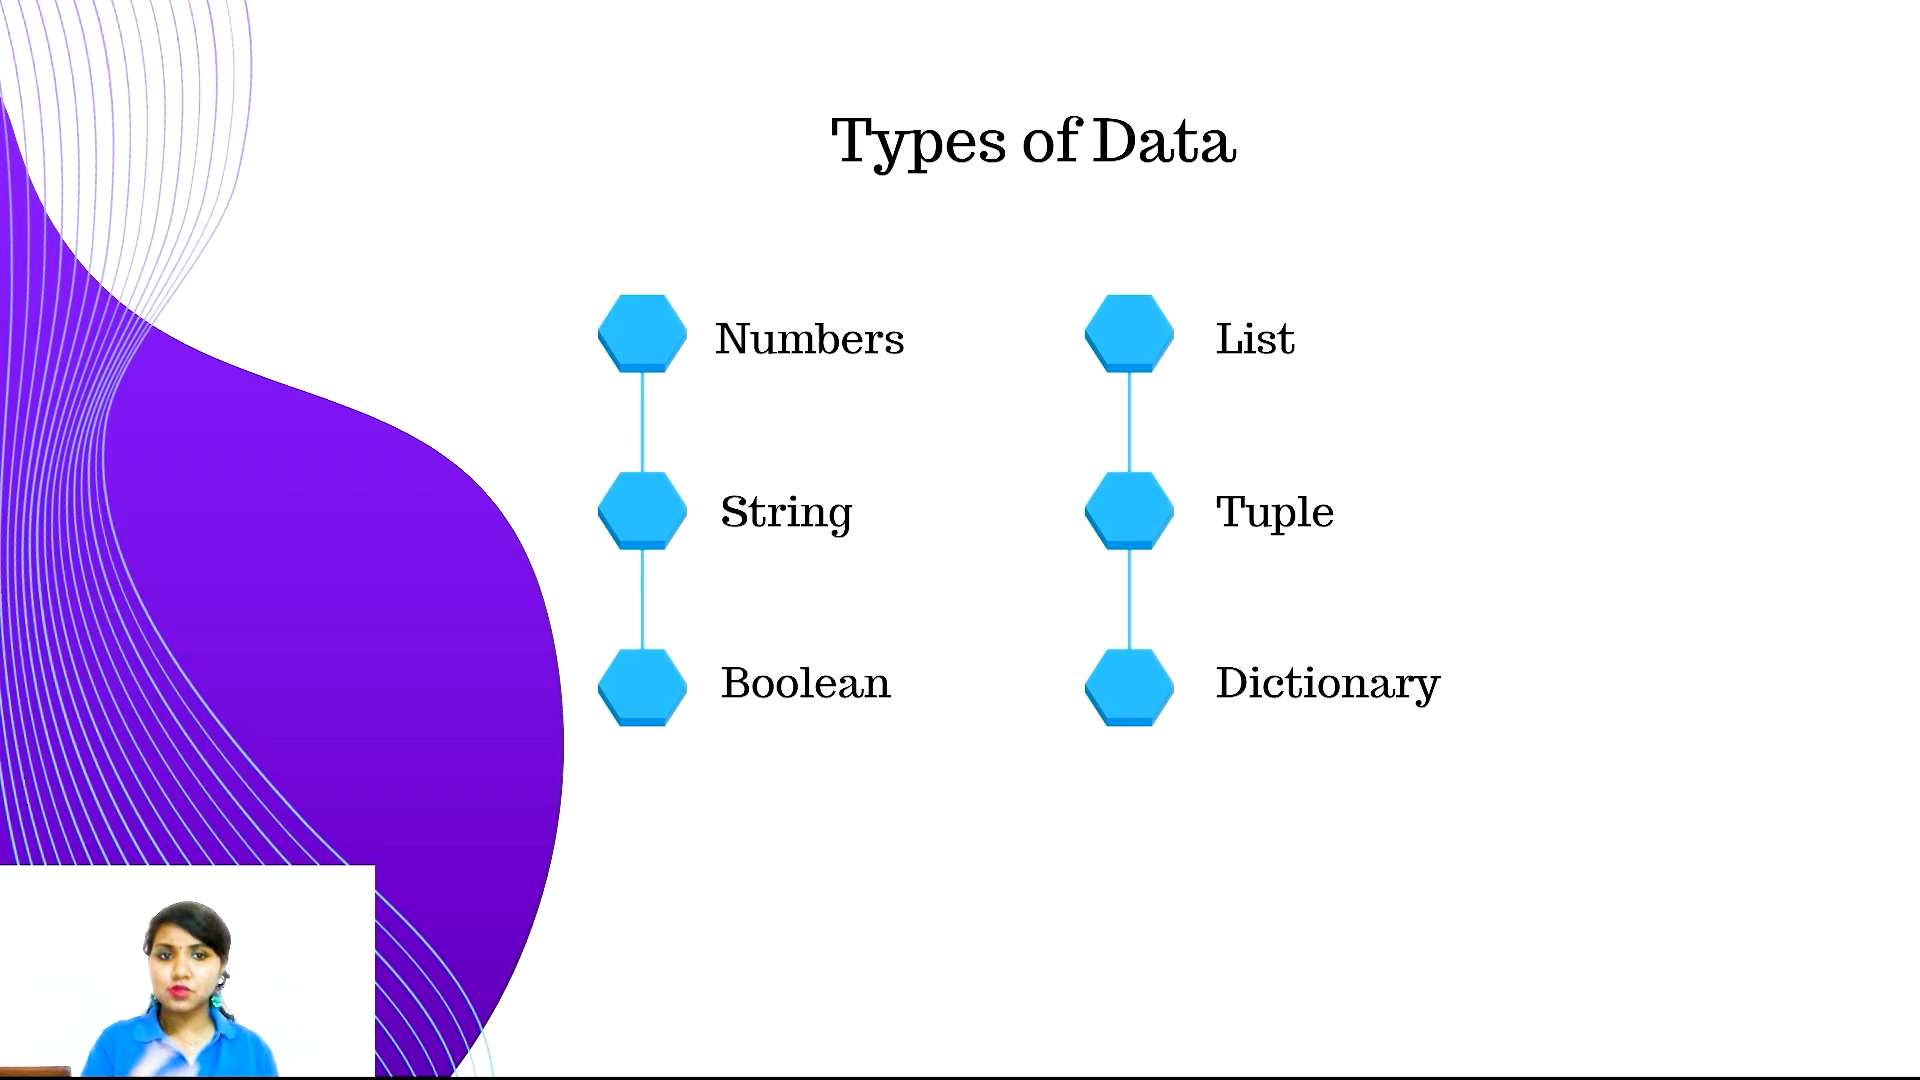 Types of Data
Numbers
String
Boolean
List
Tuple
Dictionary